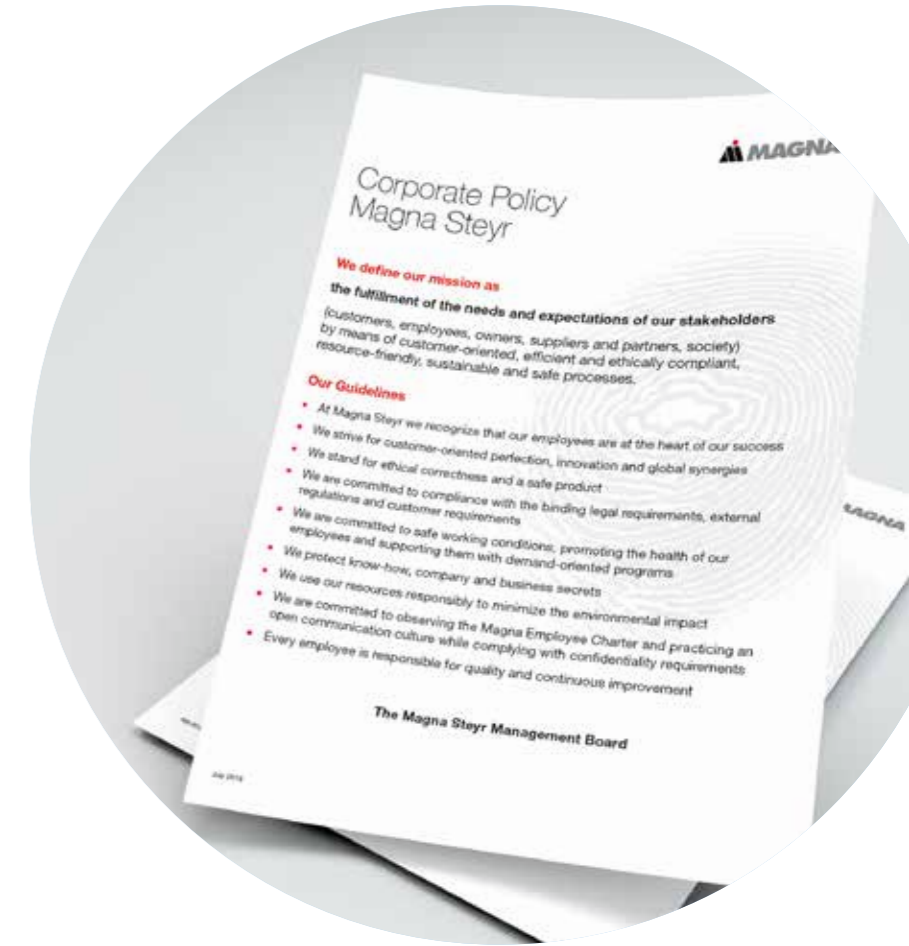 MAGNA
Corporate Policy
Magna Steyr
We define our mission as
the fulfillment of the needs and expectations of our stakeholders
(customers, employees, owners, suppliers and partners, society)
by means of customer-oriented, efficient and ethically compliant,
resource-friendly, sustainable and safe processes.
Our Guidelines
• At Magna Steyr we recognize that our employees are at the heart of our success
• We strive for customer-oriented perfection, innovation and global synergies
• We stand for ethical correctness and a safe product
• We are committed to compliance with the binding legal requirements, external
regulations and customer requirements
• We are committed to safe working conditions, promoting the health of our
employees and supporting them with demand-oriented programs
• We protect know-how, company and business secrets
• We use our resources responsibly to minimize the environmental impact
• We are committed to observing the Magna Employee Charter and practicing an
open communication culture while complying with confidentiality requirements
• Every employee is responsible for quality and continuous improvement
The Magna Steyr Management Board
MAGNA